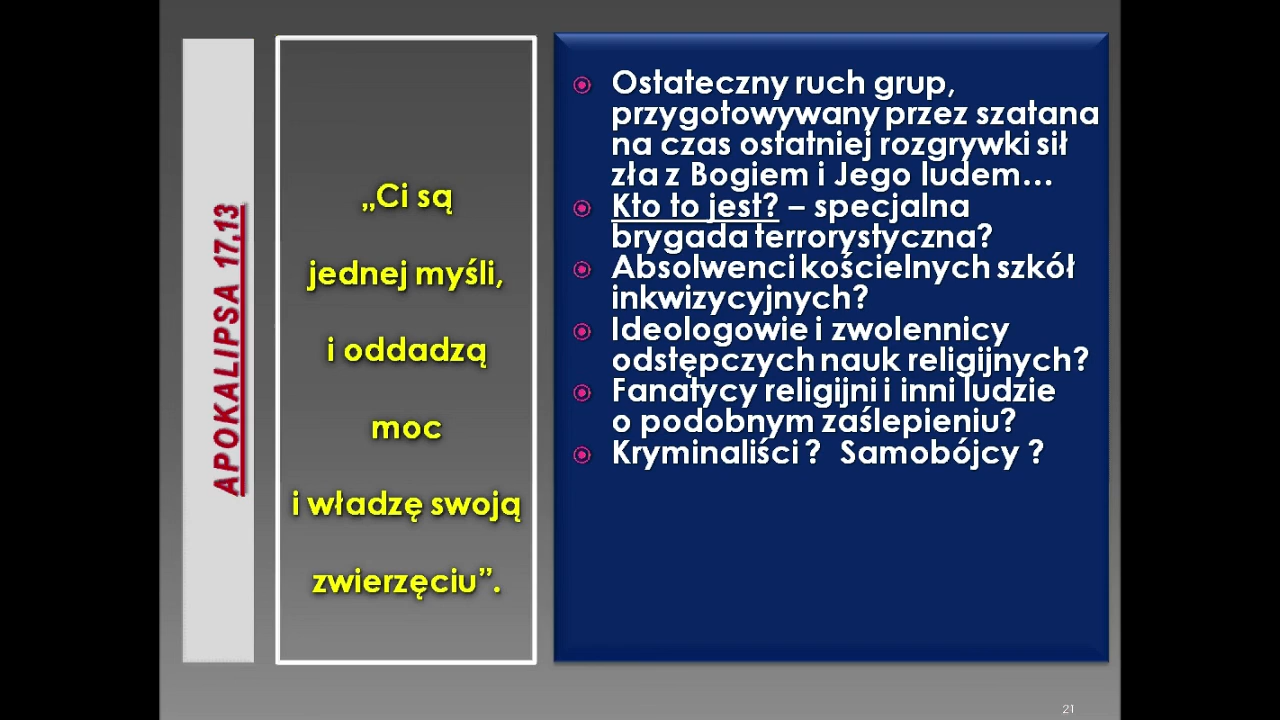 APOKALIPSA 17,13
„Ci są
jednej myśli,
i oddadzą
moc
i władzę swoją
zwierzęciu”.
Ostateczny ruch grup,
przygotowywany przez szatana
na czas ostatniej rozgrywki sił
zła z Bogiem i Jego ludem…
Kto to jest? – specjalna
brygada terrorystyczna?
Absolwenci kościelnych szkół
inkwizycyjnych?
Ideologowie i zwolennicy
odstępczych nauk religijnych?
Fanatycy religijni i inni ludzie
o podobnym zaślepieniu?
Kryminaliści ? Samobójcy ?
21